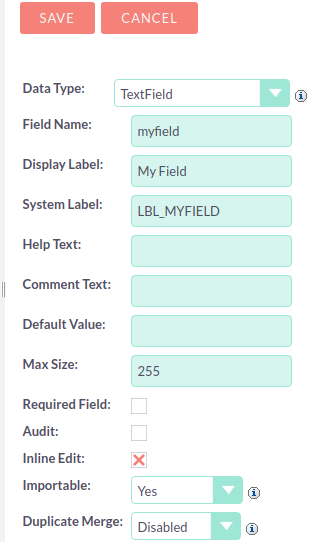 SAVE CANCEL
Data Type: TextField
Field Name: myfield
Display Label: My Field
System Label: LBL_MYFIELD
Help Text:
Comment Text:
Default Value:
Max Size: 255
Required Field:
Audit:
Inline Edit:
Importable: Yes
Duplicate Merge: Disabled